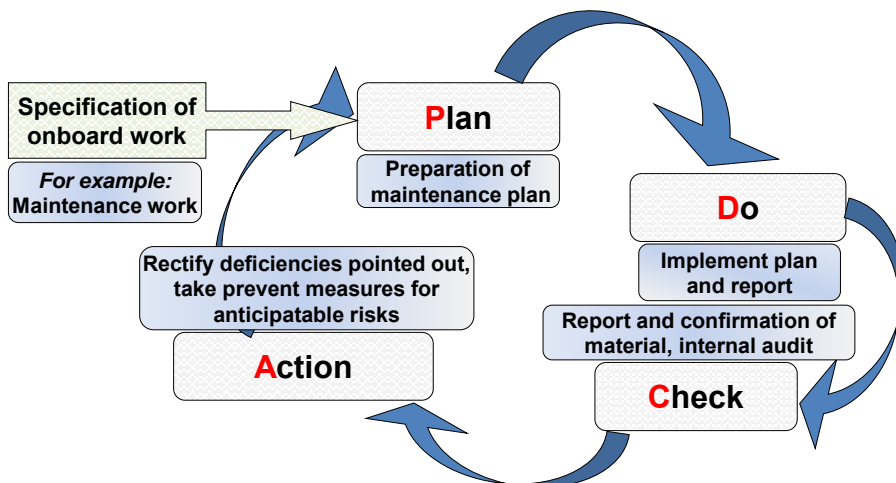 Specification of
onboard work
For example:
Maintenance work
Plan
Preparation of
maintenance plan
Do
Implement plan
and report
Report and confirmation of
material, internal audit
Check
Rectify deficiencies pointed out,
take prevent measures for
anticipatable risks
Action